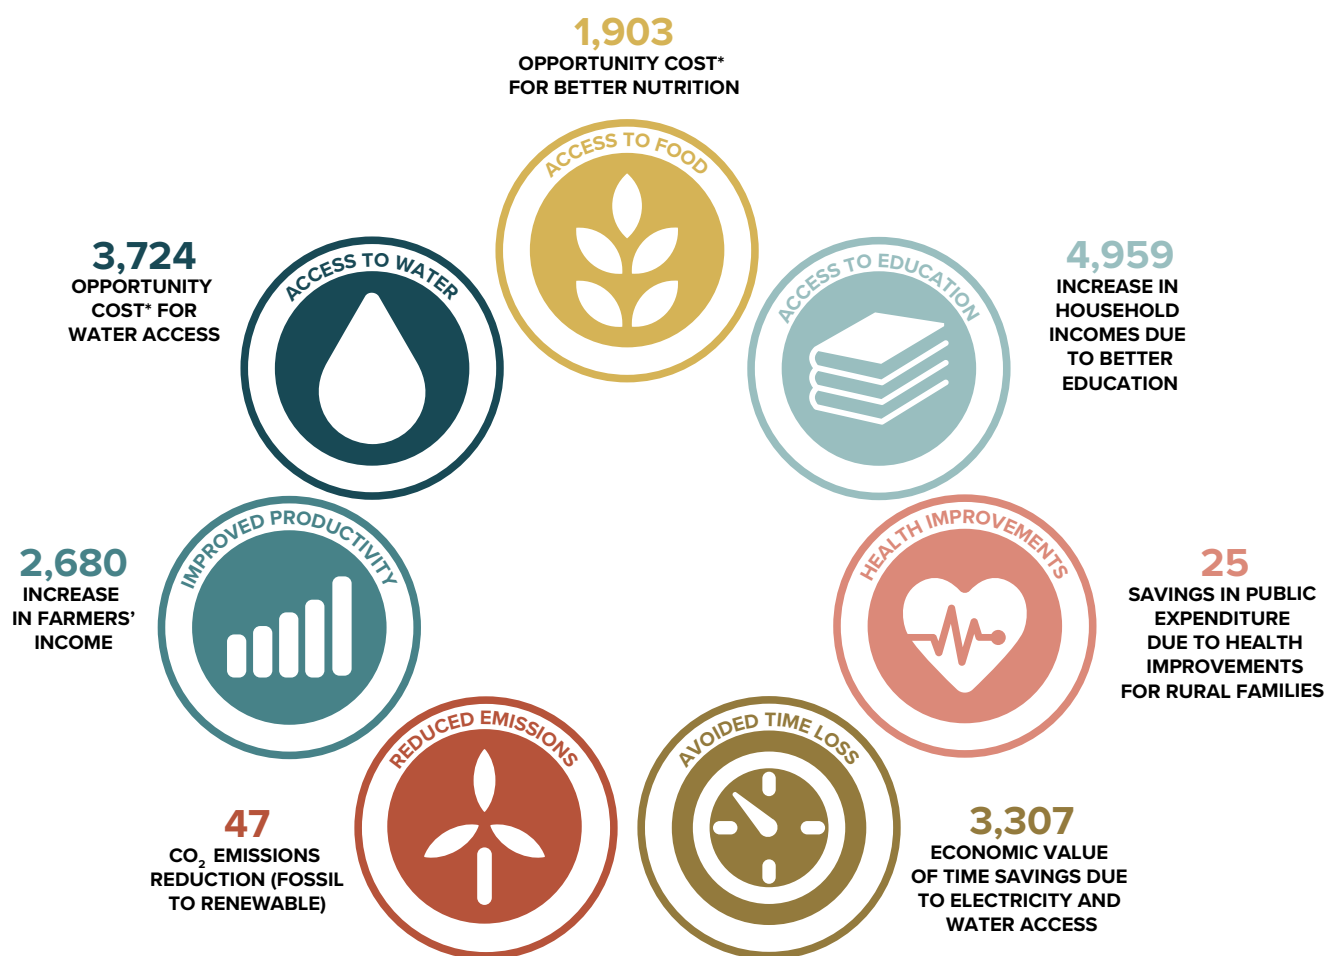 1,903
OPPORTUNITY COST*
FOR BETTER NUTRITION
ACCESS TO FOOD
3,724
OPPORTUNITY
COST* FOR
WATER ACCESS
ACCESS TO WATER
ACCESS TO EDUCATION
4,959
INCREASE IN
HOUSEHOLD
INCOMES DUE
TO BETTER
EDUCATION
2,680
INCREASE
IN FARMERS’
INCOME
IMPROVED PRODUCTIVITY
HEALTH IMPROVEMENTS
25
SAVINGS IN PUBLIC
EXPENDITURE
DUE TO HEALTH
IMPROVEMENTS
FOR RURAL FAMILIES
47
CO₂ EMISSIONS
REDUCTION (FOSSIL
TO RENEWABLE)
REDUCED EMISSIONS
AVOIDED TIME LOSS
3,307
ECONOMIC VALUE
OF TIME SAVINGS DUE
TO ELECTRICITY AND
WATER ACCESS